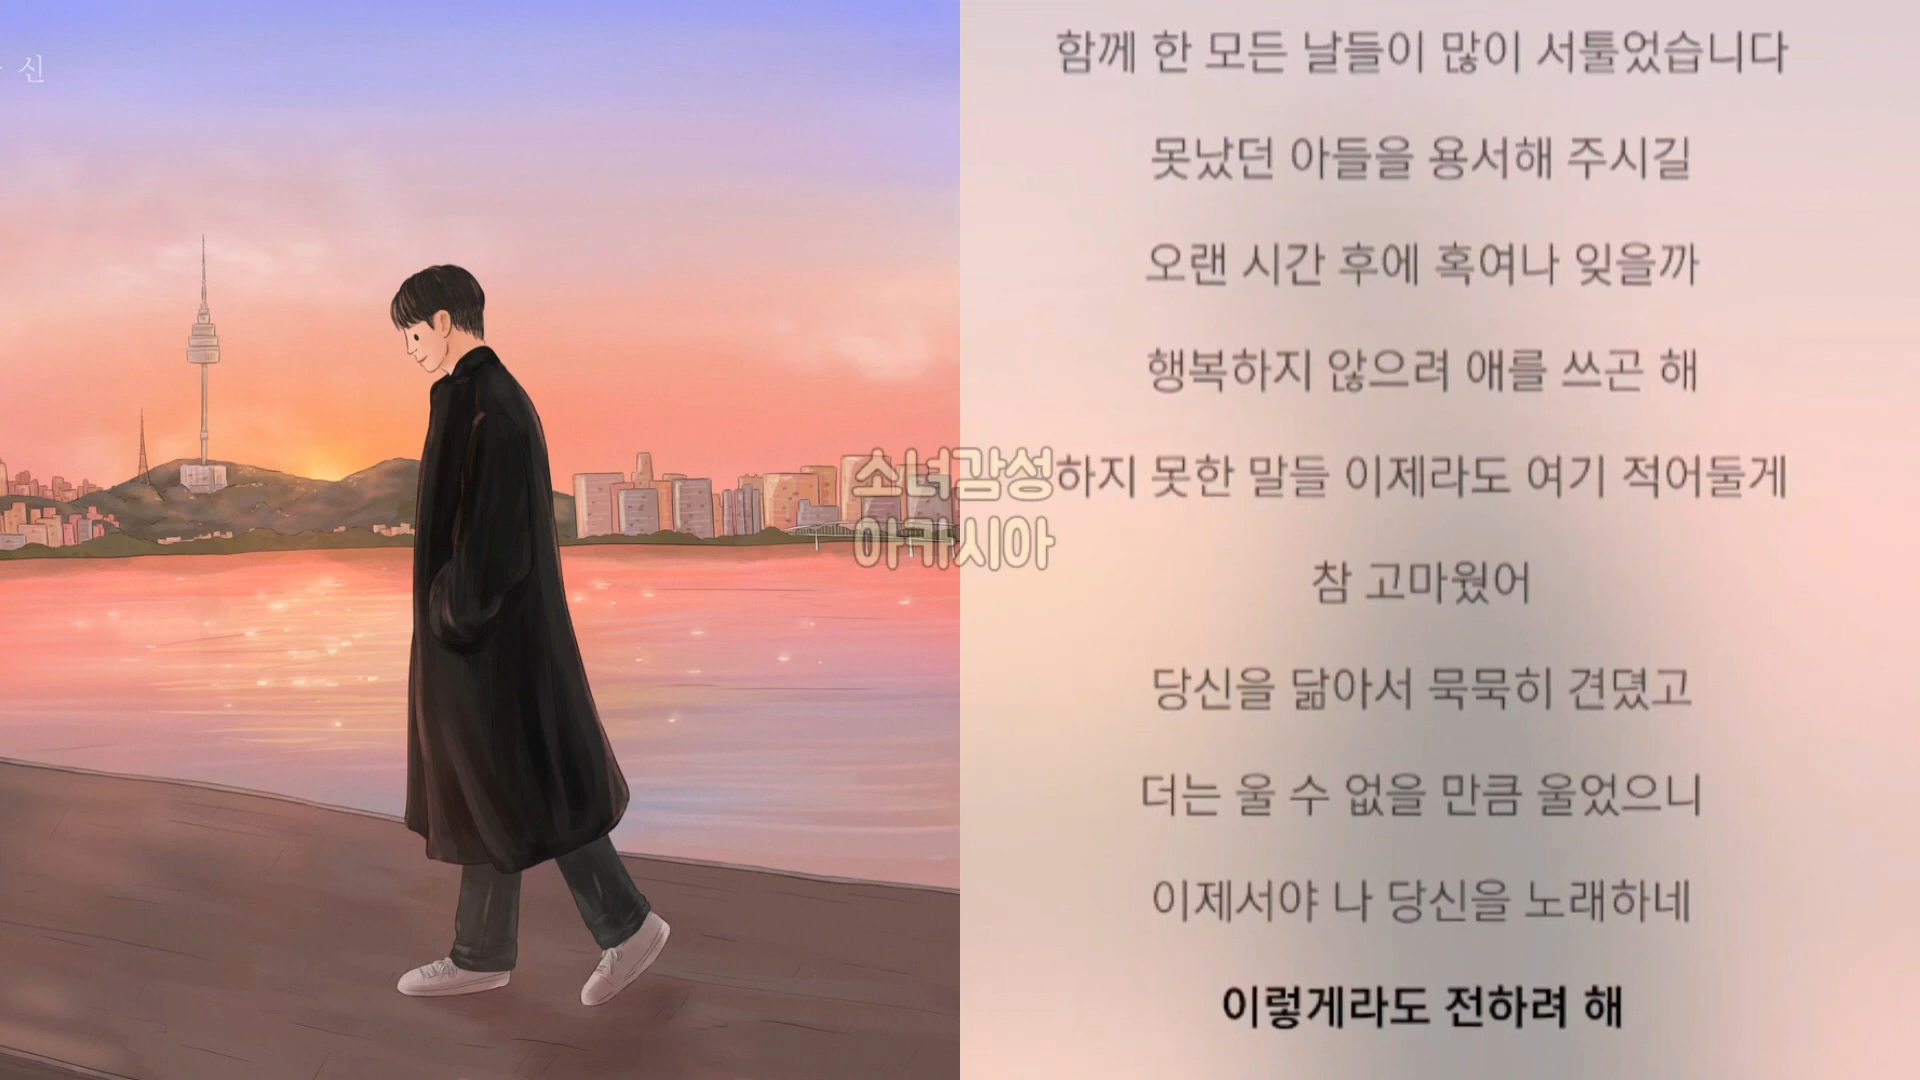 신
함께 한 모든 날들이 많이 서툴었습니다
못났던 아들을 용서해 주시길
오랜 시간 후에 혹여나 잊을까
행복하지 않으려 애를 쓰곤 해
하지 못한 말들 이제라도 여기 적어둘게
참 고마웠어
당신을 닮아서 묵묵히 견뎠고
더는 울 수 없을 만큼 울었으니
이제서야 나 당신을 노래하네
이렇게라도 전하려 해
소녀감성
아카시아